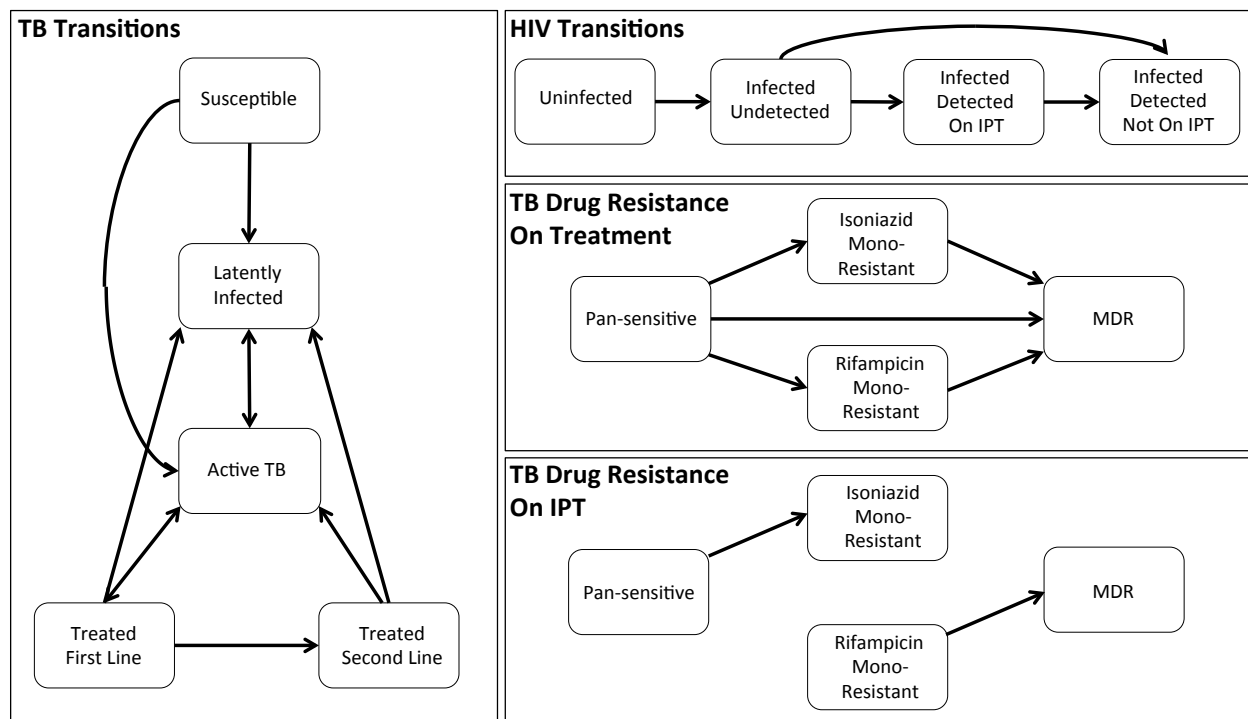 TB Transitions
Susceptible
Latently
Infected
Active TB
Treated
First Line
Treated
Second Line
HIV Transitions
Uninfected
Infected
Undetected
Infected
Detected
On IPT
Infected
Detected
Not On IPT
TB Drug Resistance
On Treatment
Pan-sensitive
Isoniazid
Mono-
Resistant
Rifampicin
Mono-
Resistant
MDR
TB Drug Resistance
On IPT
Pan-sensitive
Isoniazid
Mono-
Resistant
Rifampicin
Mono-
Resistant
MDR